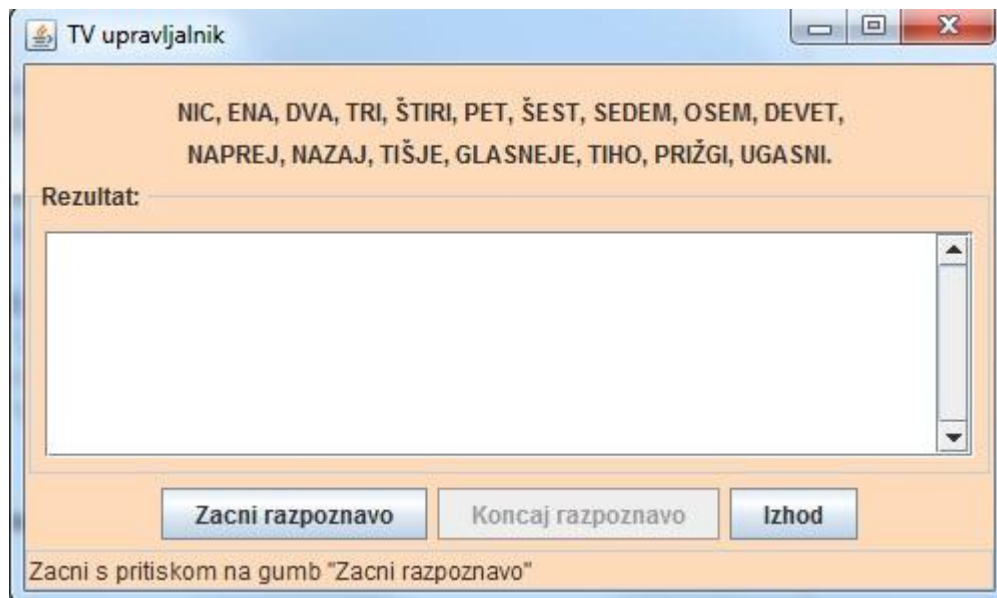 TV upravljalnik
NIC, ENA, DVA, TRI, ŠTIRI, PET, ŠEST, SEDEM, OSEM, DEVET,
NAPREJ, NAZAJ, TIŠJE, GLASNEJE, TIHO, PRIŽGI, UGASNI.
Rezultat:
Zacni razpoznavo Koncaj razpoznavo Izhod
Zacni s pritiskom na gumb "Zacni razpoznavo"